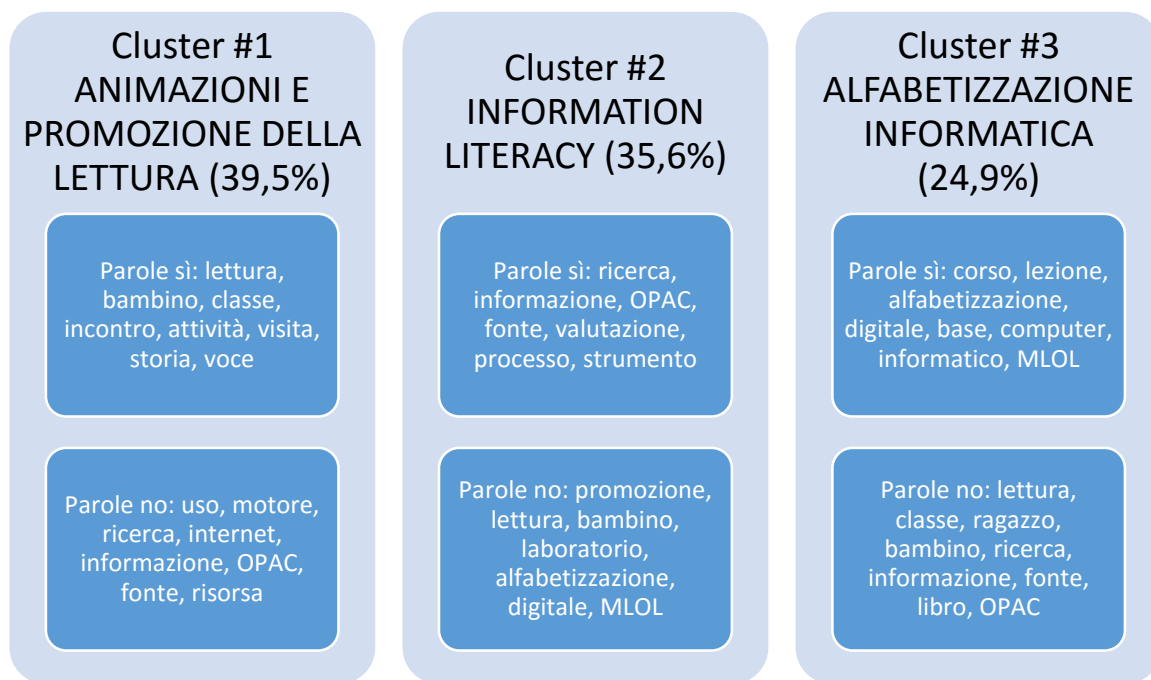 Cluster #1
ANIMAZIONI E
PROMOZIONE DELLA
LETTURA (39,5%)
Parole sì: lettura,
bambino, classe,
incontro, attività, visita,
storia, voce
Parole no: uso, motore,
ricerca, internet,
informazione, OPAC,
fonte, risorsa
Cluster #2
INFORMATION
LITERACY (35,6%)
Parole sì: ricerca,
informazione, OPAC,
fonte, valutazione,
processo, strumento
Parole no: promozione,
lettura, bambino,
laboratorio,
alfabetizzazione,
digitale, MLOL
Cluster #3
ALFABETIZZAZIONE
INFORMATICA
(24,9%)
Parole sì: corso, lezione,
alfabetizzazione,
digitale, base, computer,
informatico, MLOL
Parole no: lettura,
classe, ragazzo,
bambino, ricerca,
informazione, fonte,
libro, OPAC